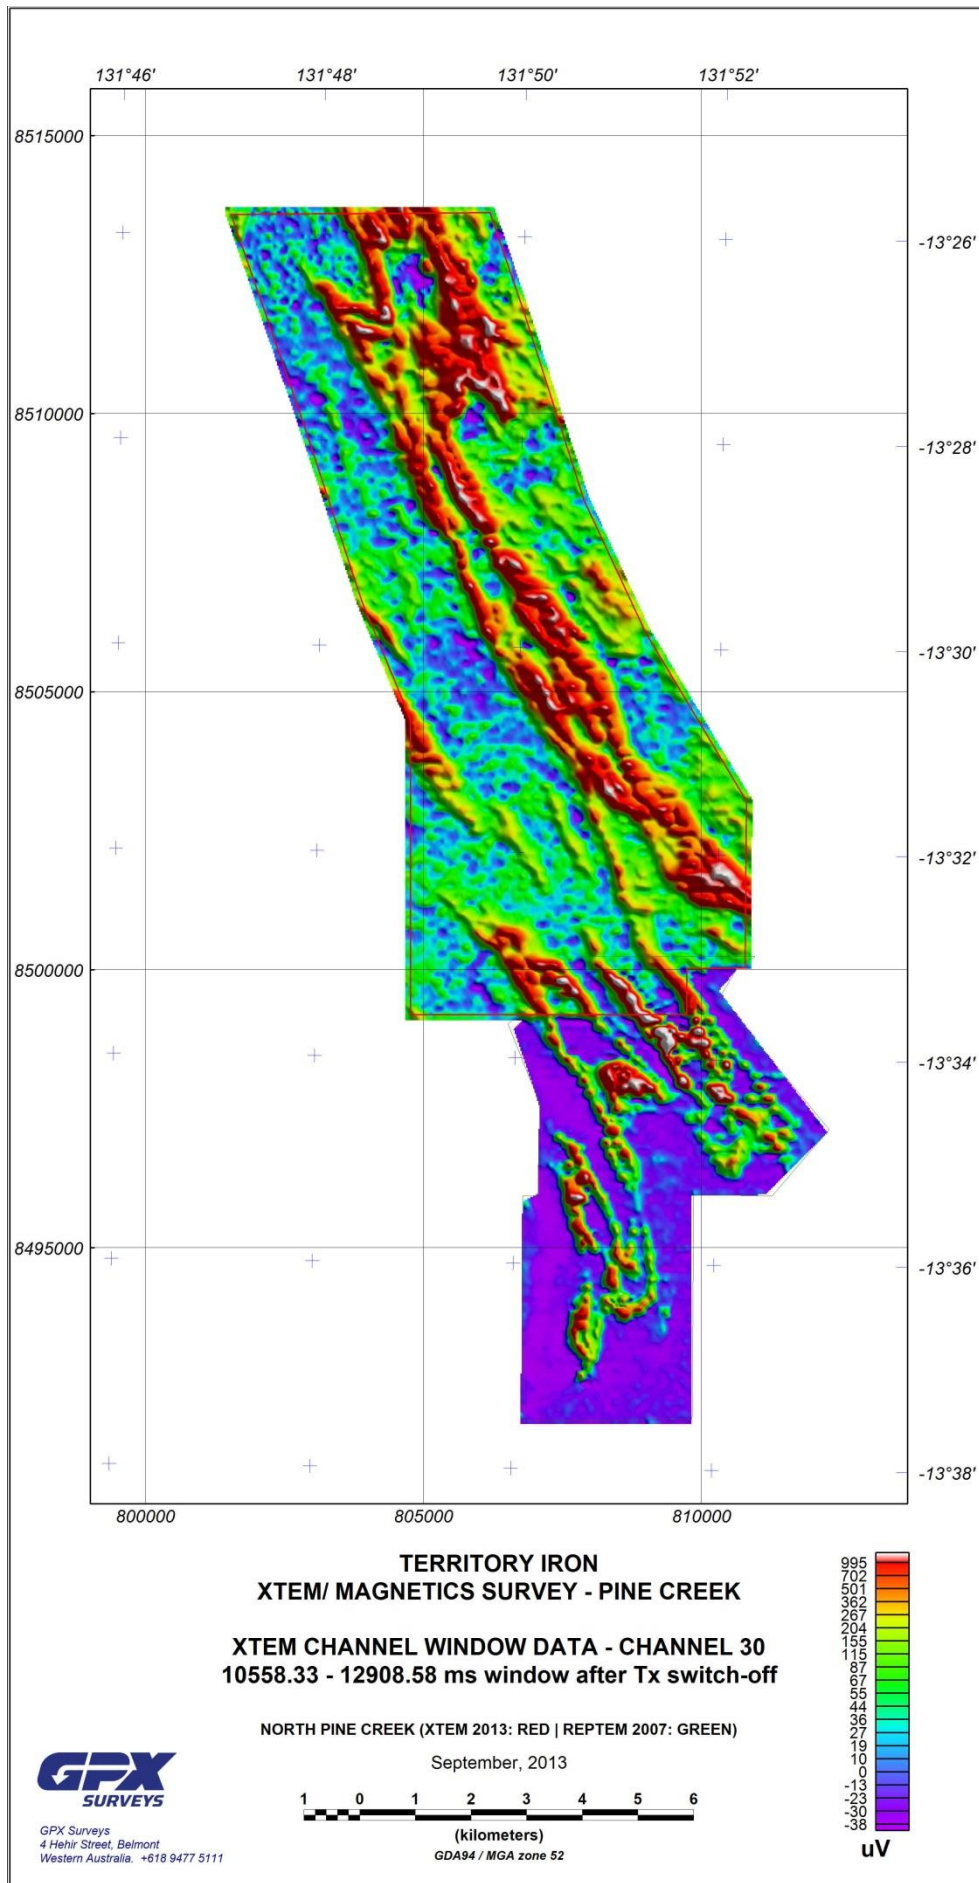 131°46' 131°48' 131°50' 131°52'
8515000
-13°26'
8510000
-13°28'
-13°30'
8505000
-13°32'
8500000
-13°34'
8495000
-13°36'
-13°38'
800000 805000 810000
TERRITORY IRON
XTEM/ MAGNETICS SURVEY - PINE CREEK
XTEM CHANNEL WINDOW DATA - CHANNEL 30
10558.33 - 12908.58 ms window after Tx switch-off
NORTH PINE CREEK (XTEM 2013: RED | REPTEM 2007: GREEN)
September, 2013
1 0 1 2 3 4 5 6
(kilometers)
GDA94 / MGA zone 52
GPX
SURVEYS
GPX Surveys
4 Hehir Street, Belmont
Western Australia. +618 9477 5111
995
702
501
362
267
204
155
115
87
67
55
44
36
27
19
10
0
-13
-23
-30
-38
uV